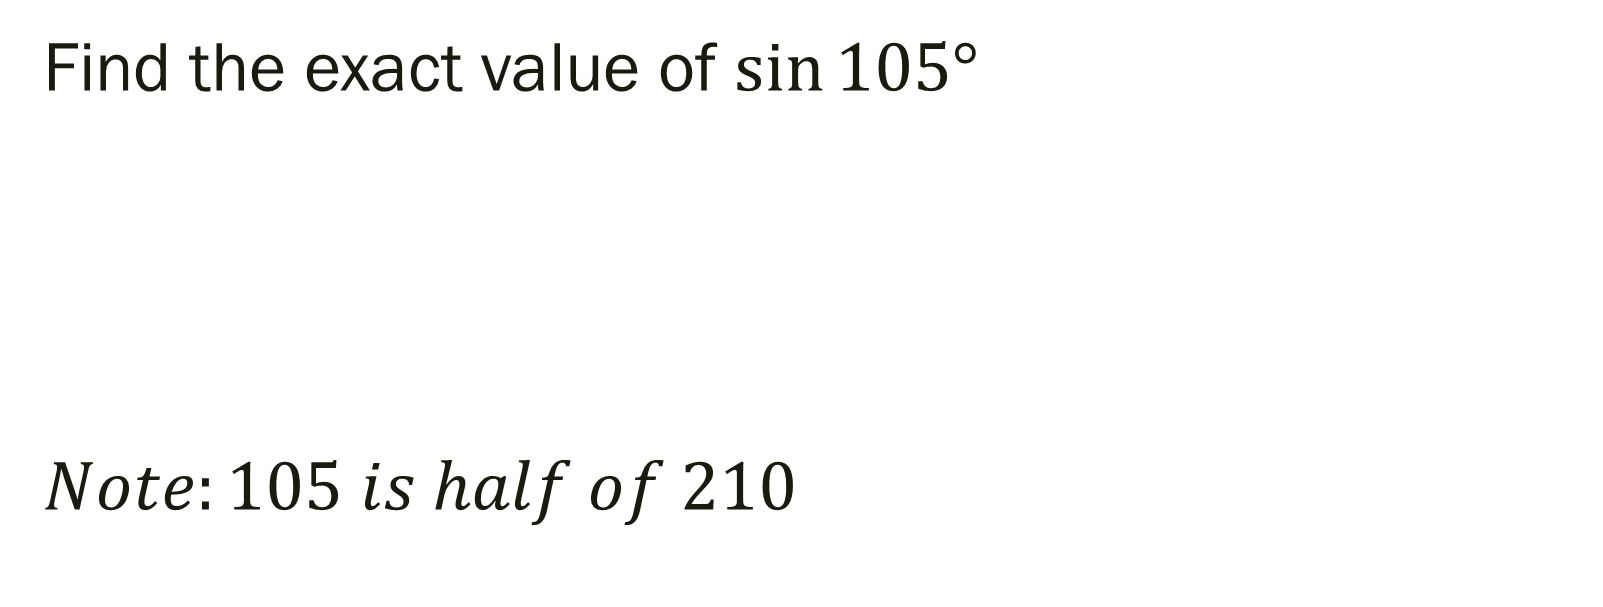 Find the exact value of sin 105°
Note: 105 is half of 210